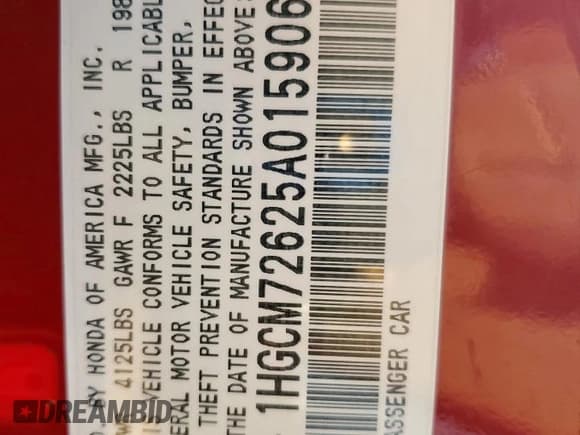 BY HONDA OF AMERICA MFG., INC.
4125LBS GAWR F 2225LBS R 198
VEHICLE CONFORMS TO ALL APPLICABL
ERAL MOTOR VEHICLE SAFETY, BUMPER,
THEFT PREVENTION STANDARDS IN EFFEC
THE DATE OF MANUFACTURE SHOWN ABOVE
1HGCM72625A015906
ASSENGER CAR
DREAMBID